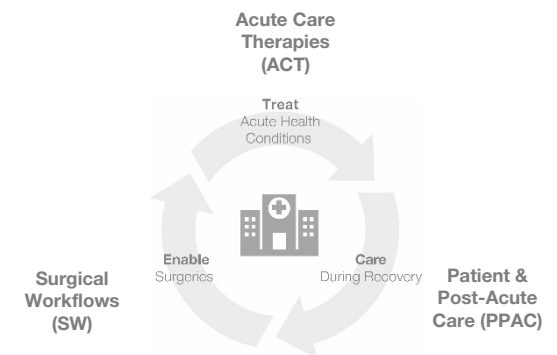 Acute Care
Therapies
(ACT)
Treat
Acute Health
Conditions
Enable
Surgeries
Care
During Recovery
Surgical
Workflows
(SW)
Patient &
Post-Acute
Care (PPAC)